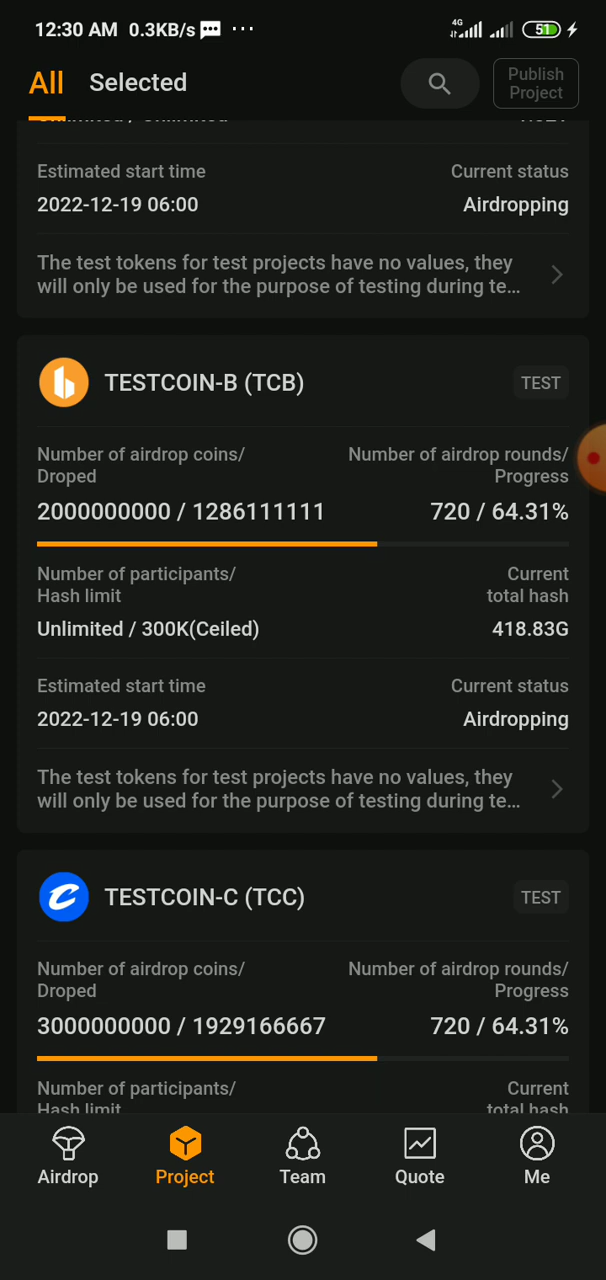 12:30 AM 0.3KB/s ...
4G
51
All Selected
Publish
Project
Estimated start time Current status
2022-12-19 06:00 Airdropping
The test tokens for test projects have no values, they
will only be used for the purpose of testing during te...
TESTCOIN-B (TCB) TEST
Number of airdrop coins/ Number of airdrop rounds/
Droped Progress
2000000000 / 1286111111 720 / 64.31%
Number of participants/ Current
Hash limit total hash
Unlimited / 300K(Ceiled) 418.83G
Estimated start time Current status
2022-12-19 06:00 Airdropping
The test tokens for test projects have no values, they
will only be used for the purpose of testing during te...
TESTCOIN-C (TCC) TEST
Number of airdrop coins/ Number of airdrop rounds/
Droped Progress
3000000000 / 1929166667 720 / 64.31%
Number of participants/ Current
Hash limit total hash
Airdrop Project Team Quote Me